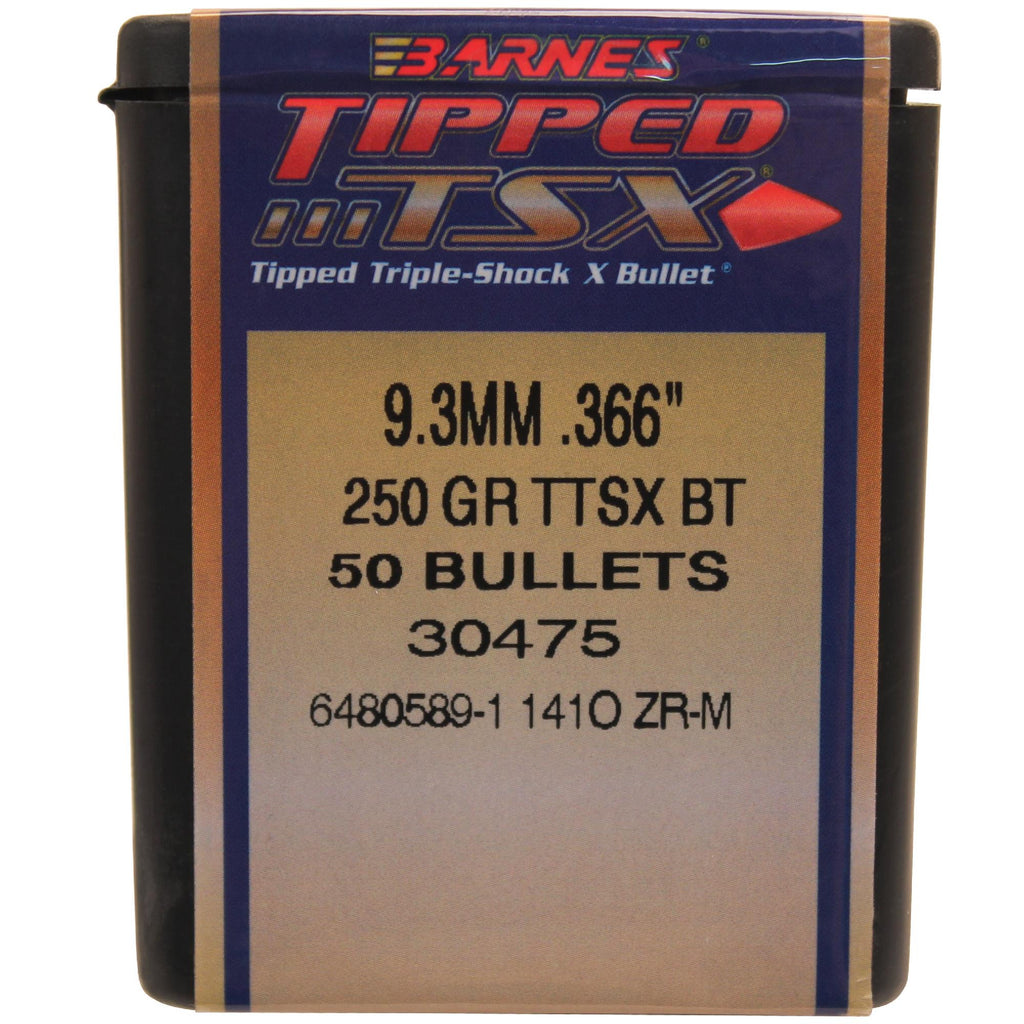 BARNES®
TIPPED
TSX®
Tipped Triple-Shock X Bullet®
9.3MM .366"
250 GR TTSX BT
50 BULLETS
30475
6480589-1 141O ZR-M